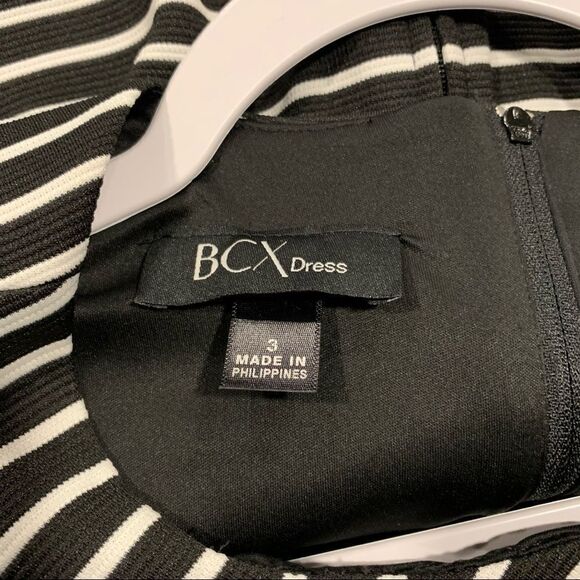 BCX Dress
3
MADE IN
PHILIPPINES